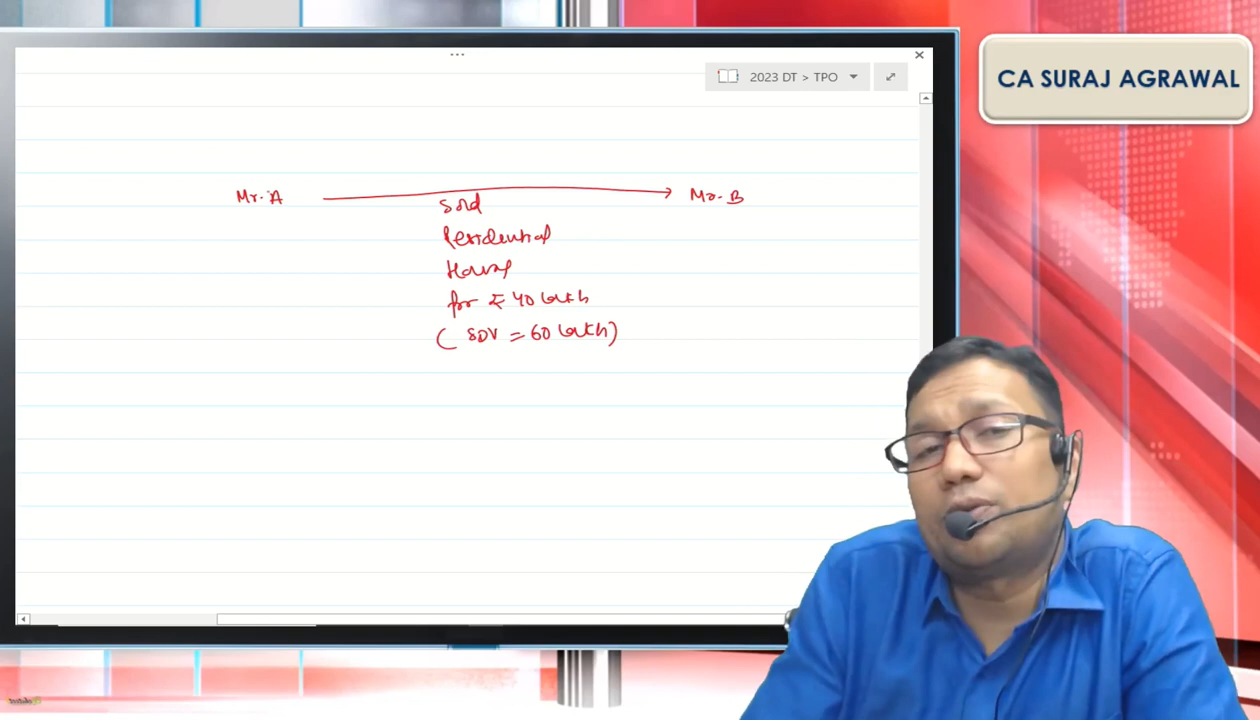 CA SURAJ AGRAWAL
2023 DT > TPO
Mr. A
Mr. B
Sold
Residential
House
for ₹ 40 lakh
( SDV = 60 lakh)